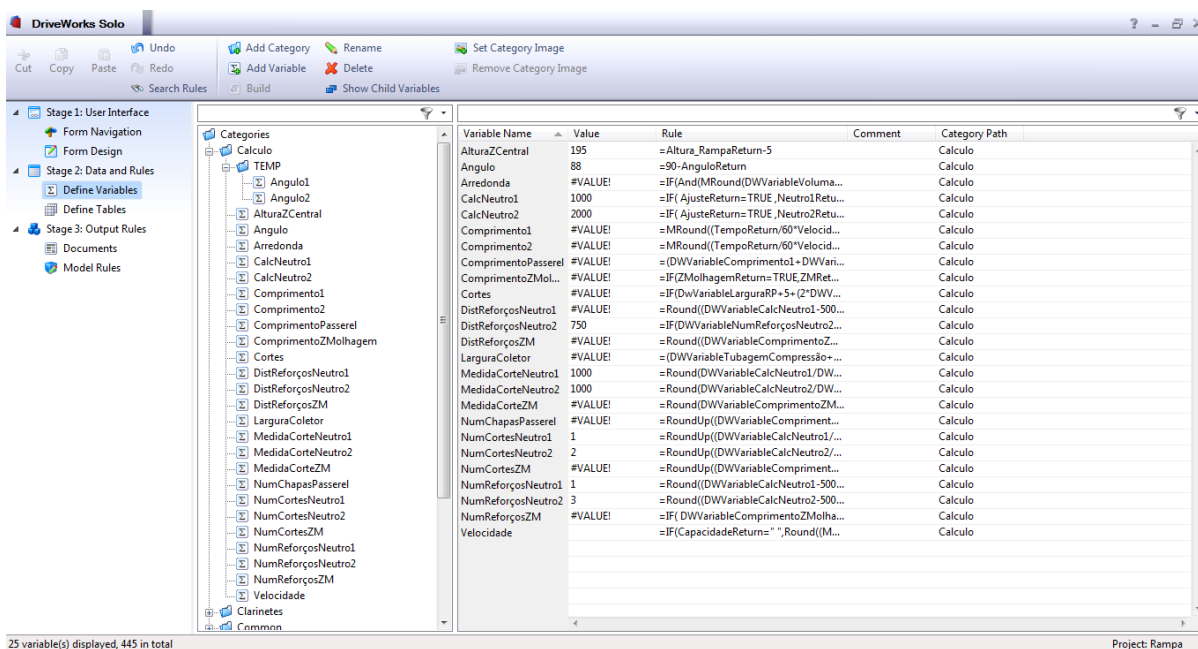 DriveWorks Solo
? 
Cut Copy Paste Undo Redo Search Rules
Add Category Rename
Add Variable Delete
Build Show Child Variables
Set Category Image
Remove Category Image
Stage 1: User Interface
Form Navigation
Form Design
Stage 2: Data and Rules
Define Variables
Define Tables
Stage 3: Output Rules
Documents
Model Rules
Categories
Calculo
TEMP
Angulo1
Angulo2
AlturaZCentral
Angulo
Arredonda
CalcNeutro1
CalcNeutro2
Comprimento1
Comprimento2
ComprimentoPasserel
ComprimentoZMolhagem
Cortes
DistReforçosNeutro1
DistReforçosNeutro2
DistReforçosZM
LarguraColetor
MedidaCorteNeutro1
MedidaCorteNeutro2
MedidaCorteZM
NumChapasPasserel
NumCortesNeutro1
NumCortesNeutro2
NumCortesZM
NumReforçosNeutro1
NumReforçosNeutro2
NumReforçosZM
Velocidade
Clarinetes
Common
Variable Name Value Rule Comment Category Path
AlturaZCentral 195 =Altura_RampaReturn-5 Calculo
Angulo 88 =90-AnguloReturn Calculo
Arredonda #VALUE! =IF(And(MRound(DWVariableVoluma... Calculo
CalcNeutro1 1000 =IF( AjusteReturn=TRUE ,Neutro1Retu... Calculo
CalcNeutro2 2000 =IF( AjusteReturn=TRUE ,Neutro2Retu... Calculo
Comprimento1 #VALUE! =MRound((TempoReturn/60*Velocid... Calculo
Comprimento2 #VALUE! =MRound((TempoReturn/60*Velocid... Calculo
ComprimentoPasserel #VALUE! =(DWVariableComprimento1+DWVari... Calculo
ComprimentoZMol... #VALUE! =IF(ZMolhagemReturn=TRUE,ZMRet... Calculo
Cortes #VALUE! =IF(DwVariableLarguraRP+5+(2*DWV... Calculo
DistReforçosNeutro1 #VALUE! =Round((DWVariableCalcNeutro1-500... Calculo
DistReforçosNeutro2 750 =IF(DWVariableNumReforçosNeutro2... Calculo
DistReforçosZM #VALUE! =Round((DWVariableComprimentoZ... Calculo
LarguraColetor #VALUE! =(DWVariableTubagemCompressão+... Calculo
MedidaCorteNeutro1 1000 =Round(DWVariableCalcNeutro1/DW... Calculo
MedidaCorteNeutro2 1000 =Round(DWVariableCalcNeutro2/DW... Calculo
MedidaCorteZM #VALUE! =Round(DWVariableComprimentoZM... Calculo
NumChapasPasserel #VALUE! =RoundUp((DWVariableCompriment... Calculo
NumCortesNeutro1 1 =RoundUp((DWVariableCalcNeutro1/... Calculo
NumCortesNeutro2 2 =RoundUp((DWVariableCalcNeutro2/... Calculo
NumCortesZM #VALUE! =RoundUp((DWVariableCompriment... Calculo
NumReforçosNeutro1 1 =Round((DWVariableCalcNeutro1-500... Calculo
NumReforçosNeutro2 3 =Round((DWVariableCalcNeutro2-500... Calculo
NumReforçosZM #VALUE! =IF( DWVariableComprimentoZMolha... Calculo
Velocidade =IF(CapacidadeReturn=" ",Round((M... Calculo
25 variable(s) displayed, 445 in total
Project: Rampa